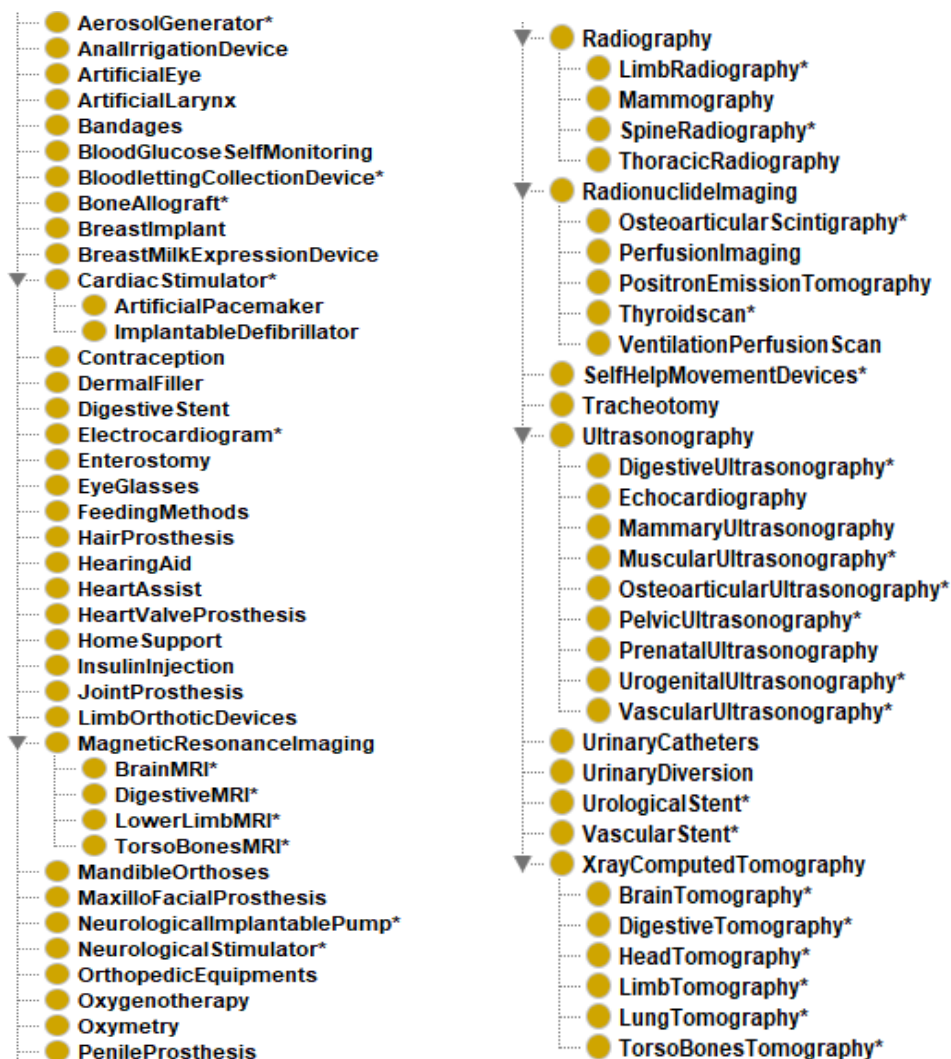 AerosolGenerator*
AnalIrrigationDevice
ArtificialEye
ArtificialLarynx
Bandages
BloodGlucoseSelfMonitoring
BloodlettingCollectionDevice*
BoneAllograft*
BreastImplant
BreastMilkExpressionDevice
CardiacStimulator*
ArtificialPacemaker
ImplantableDefibrillator
Contraception
DermalFiller
DigestiveStent
Electrocardiogram*
Enterostomy
EyeGlasses
FeedingMethods
HairProsthesis
HearingAid
HeartAssist
HeartValveProsthesis
HomeSupport
InsulinInjection
JointProsthesis
LimbOrthoticDevices
MagneticResonanceImaging
BrainMRI*
DigestiveMRI*
LowerLimbMRI*
TorsoBonesMRI*
MandibleOrthoses
MaxilloFacialProsthesis
NeurologicalImplantablePump*
NeurologicalStimulator*
OrthopedicEquipments
Oxygenotherapy
Oxymetry
PenileProsthesis
Radiography
LimbRadiography*
Mammography
SpineRadiography*
ThoracicRadiography
RadionuclideImaging
OsteoarticularScintigraphy*
PerfusionImaging
PositronEmissionTomography
Thyroidscan*
VentilationPerfusionScan
SelfHelpMovementDevices*
Tracheotomy
Ultrasonography
DigestiveUltrasonography*
Echocardiography
MammaryUltrasonography
MuscularUltrasonography*
OsteoarticularUltrasonography*
PelvicUltrasonography*
PrenatalUltrasonography
UrogenitalUltrasonography*
VascularUltrasonography*
UrinaryCatheters
UrinaryDiversion
UrologicalStent*
VascularStent*
XrayComputedTomography
BrainTomography*
DigestiveTomography*
HeadTomography*
LimbTomography*
LungTomography*
TorsoBonesTomography*